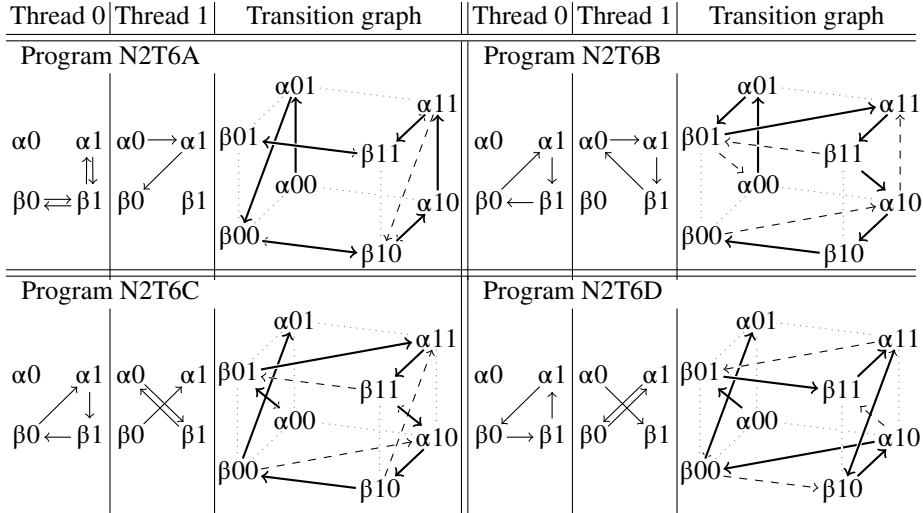 Thread 0 Thread 1 Transition graph Thread 0 Thread 1 Transition graph
Program N2T6A Program N2T6B
α01 α01
α11 α11
α0 α1 α0 α1 β01 α0 α1 α0 α1 β01
β11 β11
α00 α00
β0 β1 β0 β1 α10 β0 β1 β0 β1 α10
β00 β00
β10 β10
Program N2T6C Program N2T6D
α01 α01
α11 α11
α0 α1 α0 α1 β01 α0 α1 α0 α1 β01
β11 β11
α00 α00
β0 β1 β0 β1 α10 β0 β1 β0 β1 α10
β00 β00
β10 β10